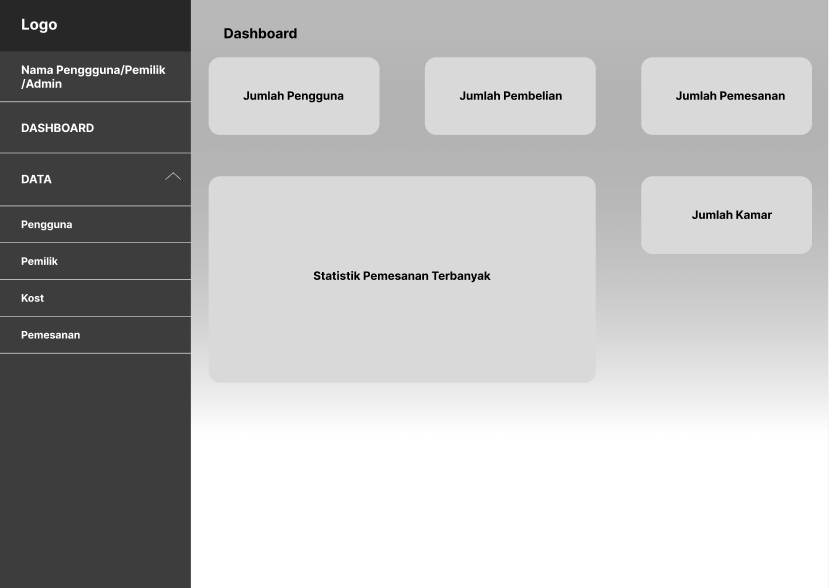 Logo
Nama Penggguna/Pemilik
/Admin
DASHBOARD
DATA
Pengguna
Pemilik
Kost
Pemesanan
Dashboard
Jumlah Pengguna
Jumlah Pembelian
Jumlah Pemesanan
Statistik Pemesanan Terbanyak
Jumlah Kamar